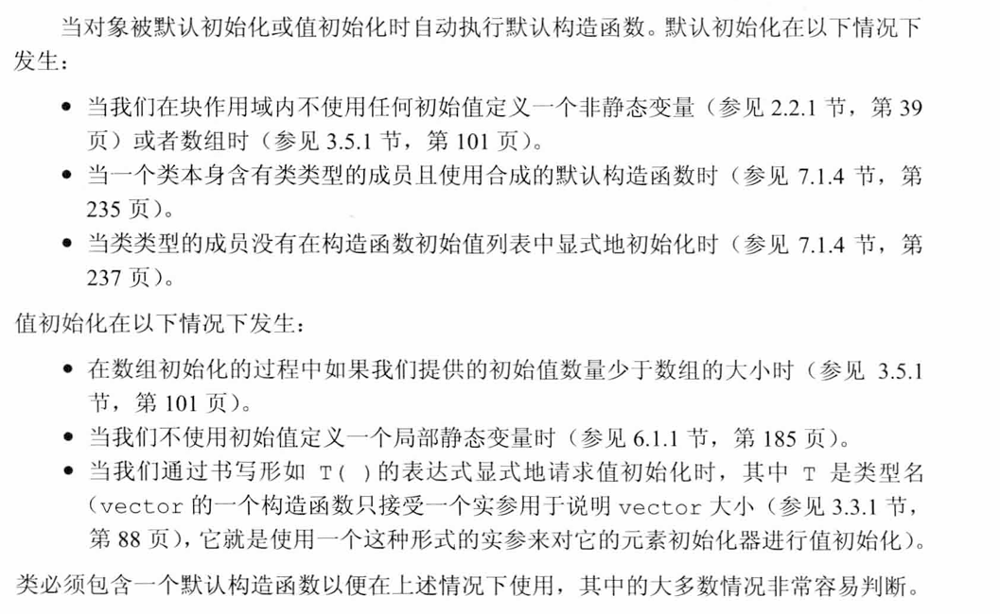 当对象被默认初始化或值初始化时自动执行默认构造函数。默认初始化在以下情况下
发生：
● 当我们在块作用域内不使用任何初始值定义一个非静态变量（参见 2.2.1 节，第 39
页）或者数组时（参见 3.5.1 节，第 101 页）。
● 当一个类本身含有类类型的成员且使用合成的默认构造函数时（参见 7.1.4 节，第
235 页）。
● 当类类型的成员没有在构造函数初始值列表中显式地初始化时（参见 7.1.4 节，第
237 页）。
值初始化在以下情况下发生：
● 在数组初始化的过程中如果我们提供的初始值数量少于数组的大小时（参见 3.5.1
节，第 101 页）。
● 当我们不使用初始值定义一个局部静态变量时（参见 6.1.1 节，第 185 页）。
● 当我们通过书写形如 T( )的表达式显式地请求值初始化时，其中 T 是类型名
（vector 的一个构造函数只接受一个实参用于说明 vector 大小（参见 3.3.1 节，
第 88 页），它就是使用一个这种形式的实参来对它的元素初始化器进行值初始化）。
类必须包含一个默认构造函数以便在上述情况下使用，其中的大多数情况非常容易判断。